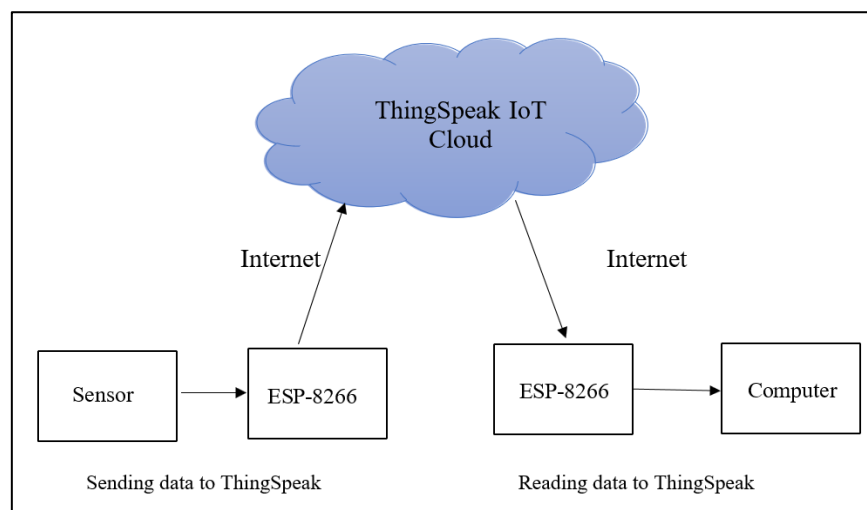 ThingSpeak IoT
Cloud
Internet
Internet
Sensor
ESP-8266
ESP-8266
Computer
Sending data to ThingSpeak
Reading data to ThingSpeak